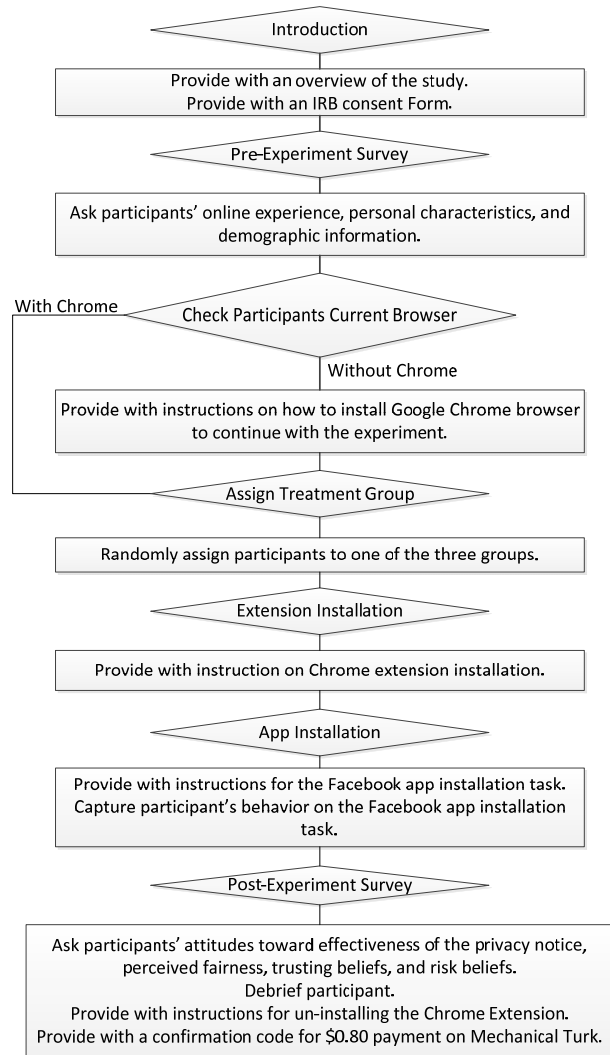 Introduction
Provide with an overview of the study.
Provide with an IRB consent Form.
Pre-Experiment Survey
Ask participants' online experience, personal characteristics, and
demographic information.
With Chrome
Check Participants Current Browser
Without Chrome
Provide with instructions on how to install Google Chrome browser
to continue with the experiment.
Assign Treatment Group
Randomly assign participants to one of the three groups.
Extension Installation
Provide with instruction on Chrome extension installation.
App Installation
Provide with instructions for the Facebook app installation task.
Capture participant's behavior on the Facebook app installation
task.
Post-Experiment Survey
Ask participants' attitudes toward effectiveness of the privacy notice,
perceived fairness, trusting beliefs, and risk beliefs.
Debrief participant.
Provide with instructions for un-installing the Chrome Extension.
Provide with a confirmation code for $0.80 payment on Mechanical Turk.